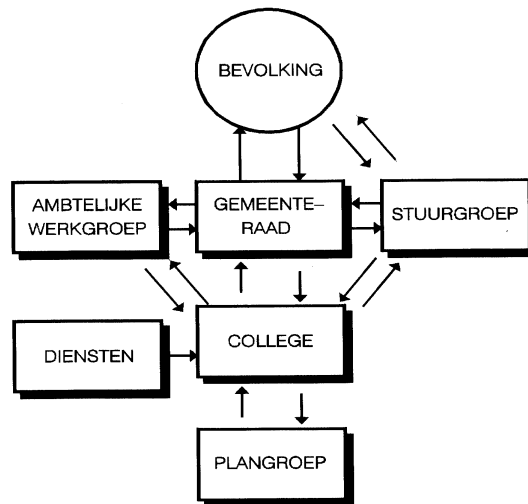 BEVOLKING
AMBTELIJKE
WERKGROEP
GEMEENTE-
RAAD
STUURGROEP
DIENSTEN
COLLEGE
PLANGROEP